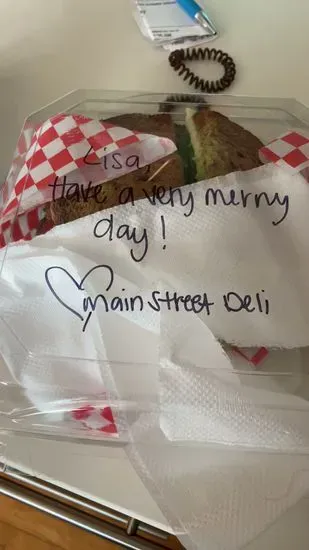 Lisa,
Have a very merry
day!
Main Street Deli